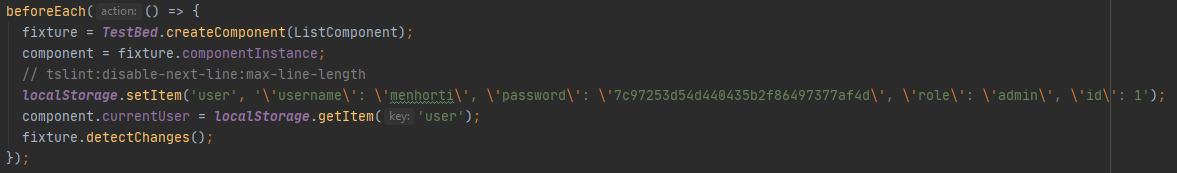 beforeEach( action: () => {
fixture = TestBed.createComponent(ListComponent);
component = fixture.componentInstance;
// tslint:disable-next-line:max-line-length
localStorage.setItem('user', '\'username\': \'menhorti\', \'password\': \'7c97253d54d440435b2f86497377af4d\', \'role\': \'admin\', \'id\': 1');
component.currentUser = localStorage.getItem( key: 'user');
fixture.detectChanges();
});